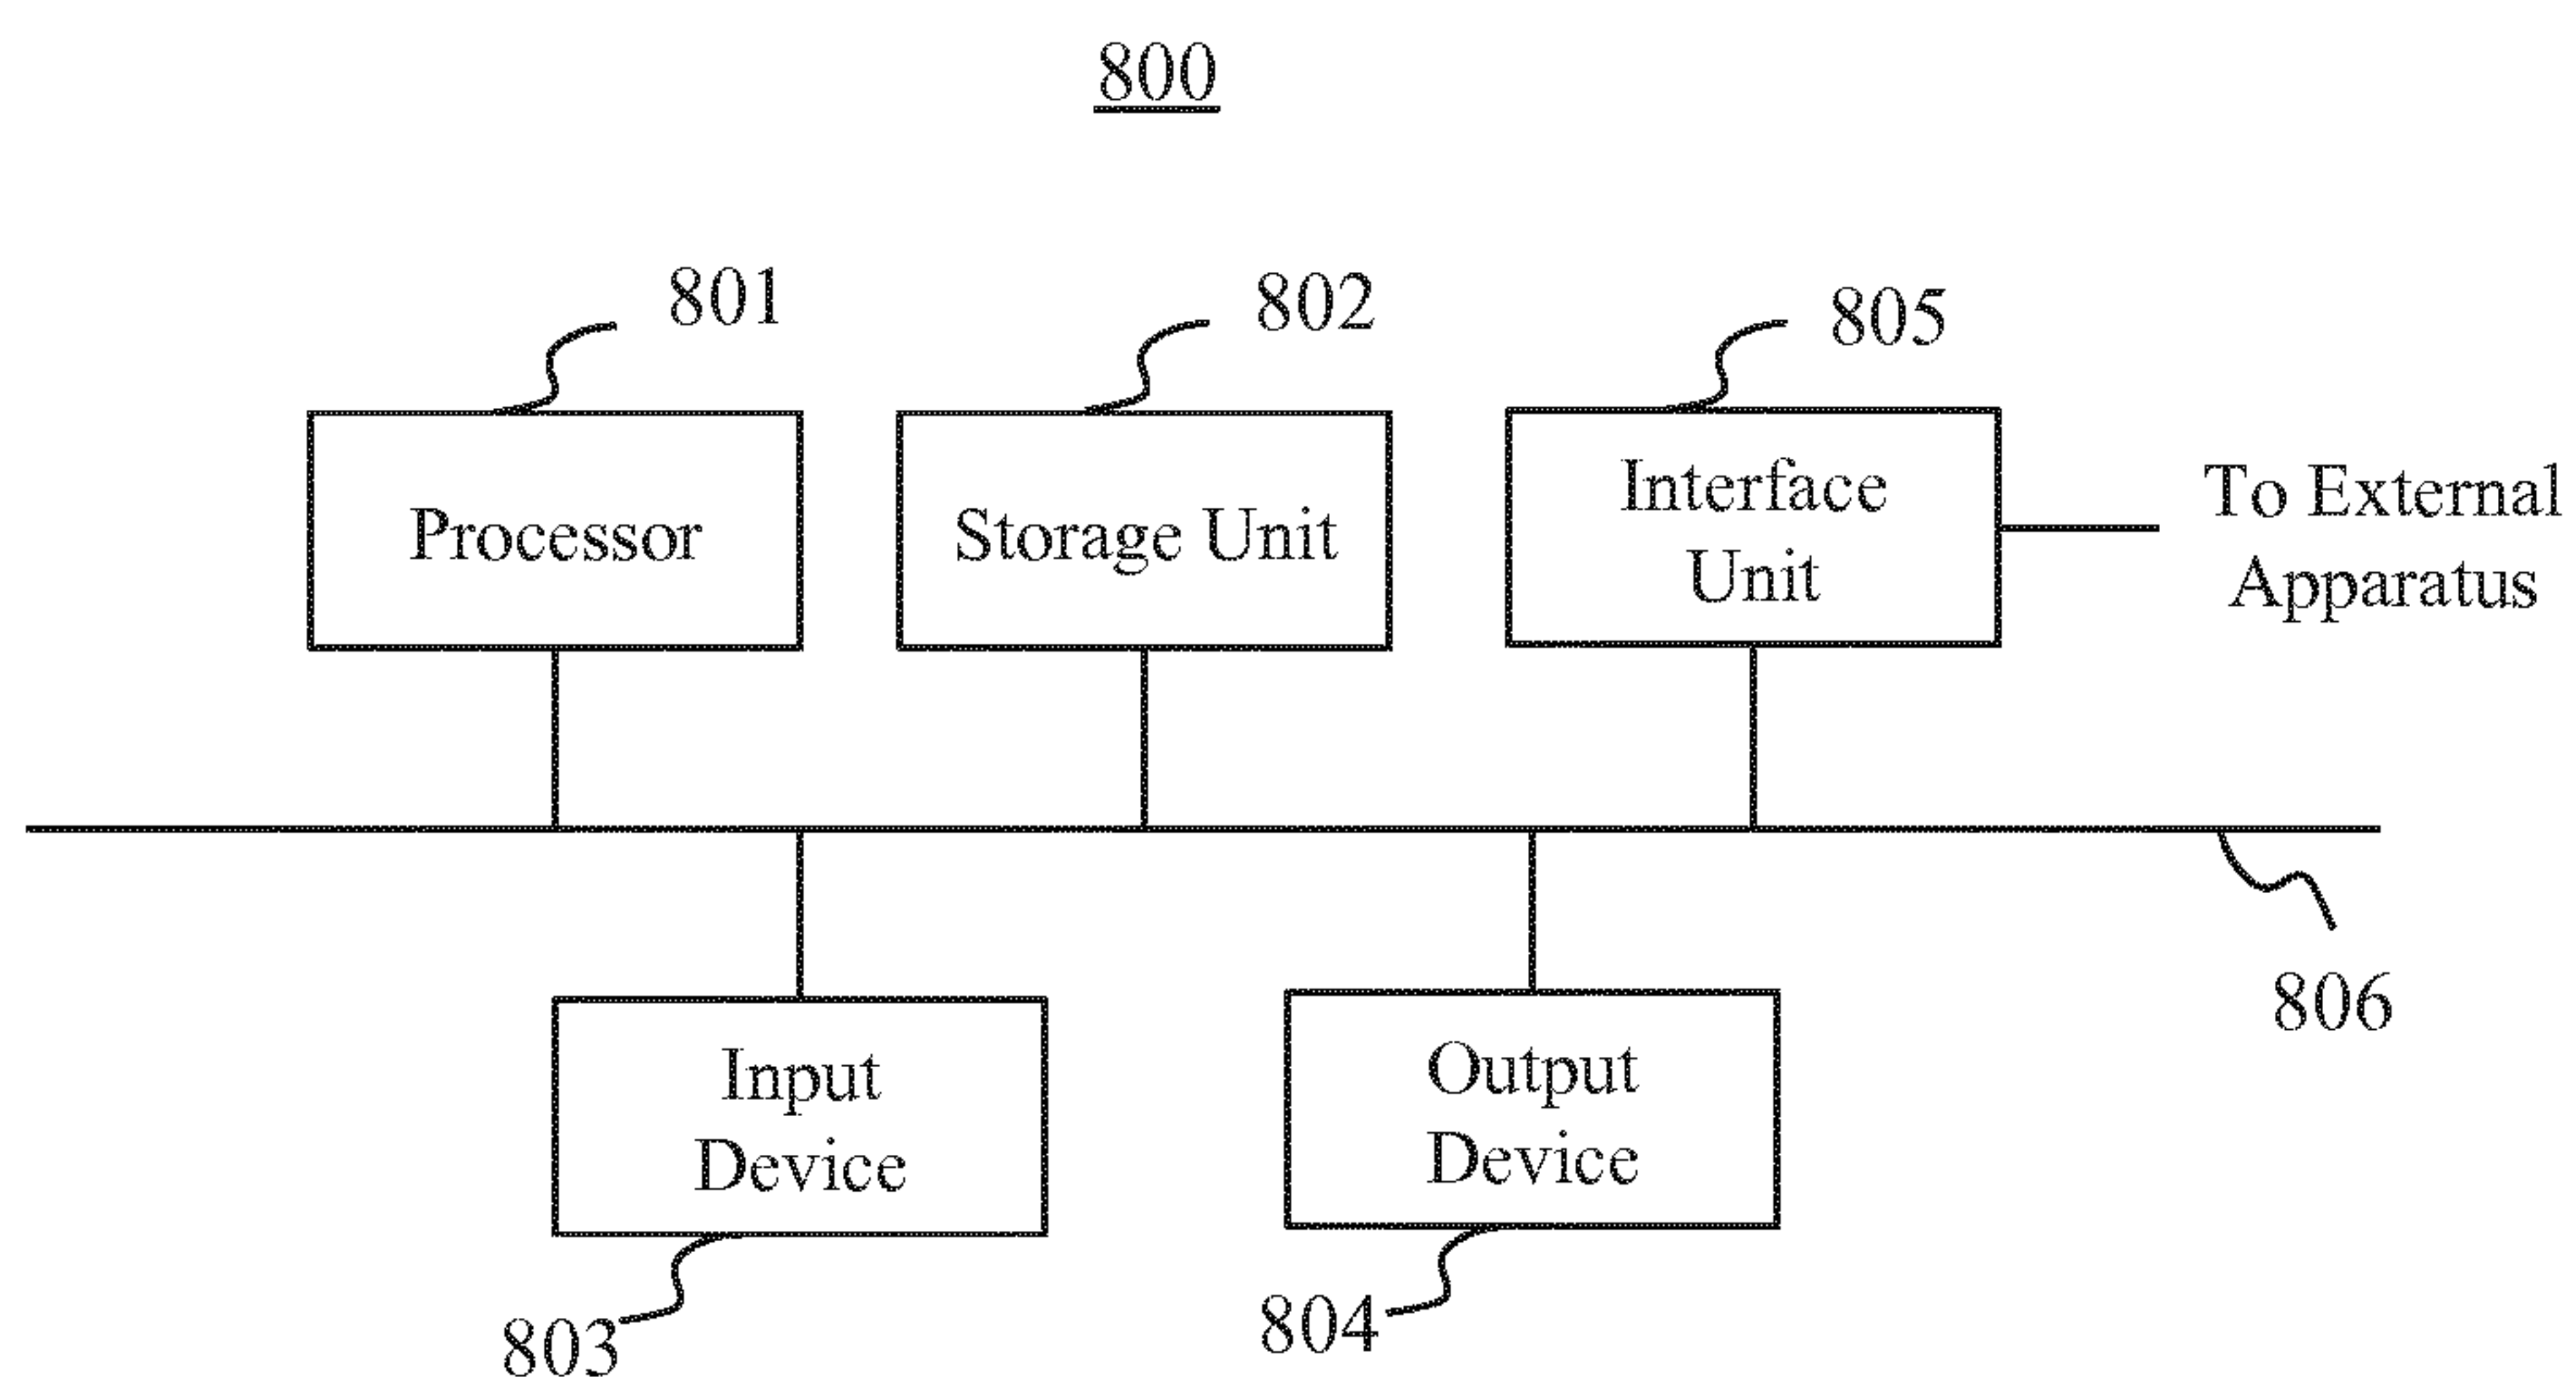 800
801
802
805
Processor
Storage Unit
Interface
Unit
To External
Apparatus
806
Input
Device
Output
Device
803
804